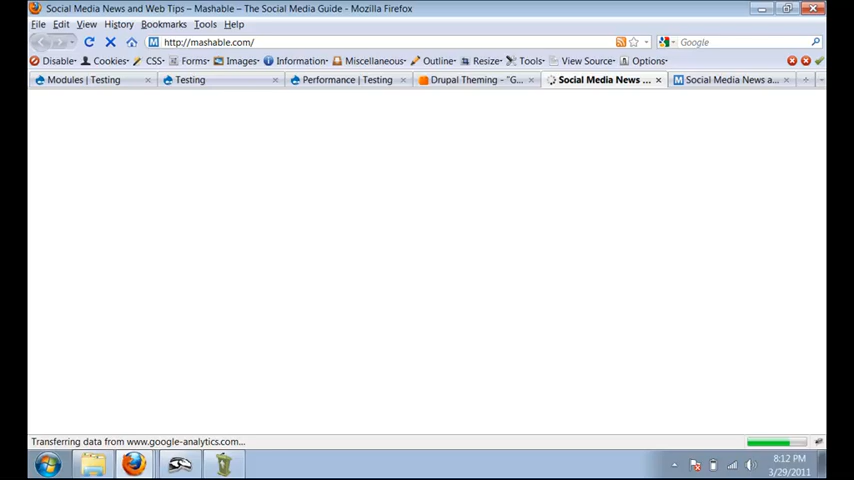 Social Media News and Web Tips – Mashable – The Social Media Guide - Mozilla Firefox
File Edit View History Bookmarks Tools Help
M http://mashable.com/ Google
Disable Cookies CSS Forms Images Information Miscellaneous Outline Resize Tools View Source Options
Modules | Testing Testing Performance | Testing Drupal Theming - "G... Social Media News ... M Social Media News a...
Transferring data from www.google-analytics.com...
8:12 PM
3/29/2011